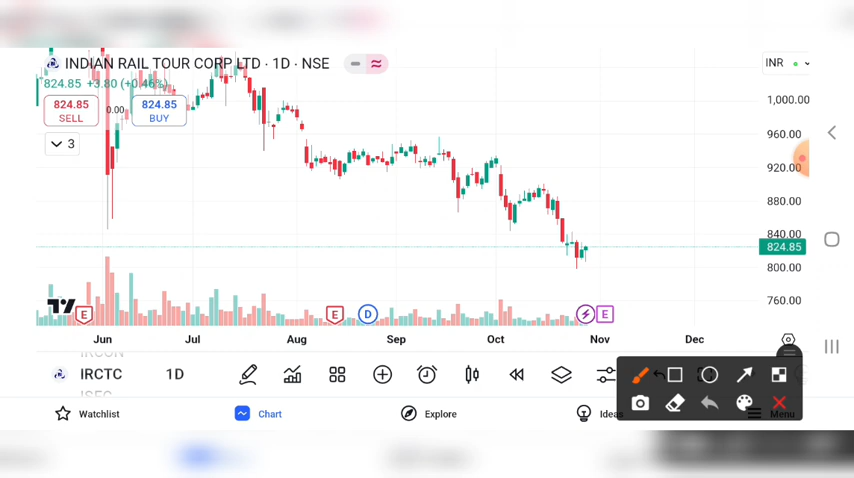 INDIAN RAIL TOUR CORP LTD · 1D · NSE
INR
824.85 +3.80 (+0.46%)
824.85
SELL
0.00
824.85
BUY
3
1,000.00
960.00
920.00
880.00
840.00
824.85
800.00
760.00
E
E
D
E
Jun
Jul
Aug
Sep
Oct
Nov
Dec
IRCON
IRCTC
1D
ISEC
Watchlist
Chart
Explore
Ideas
Menu